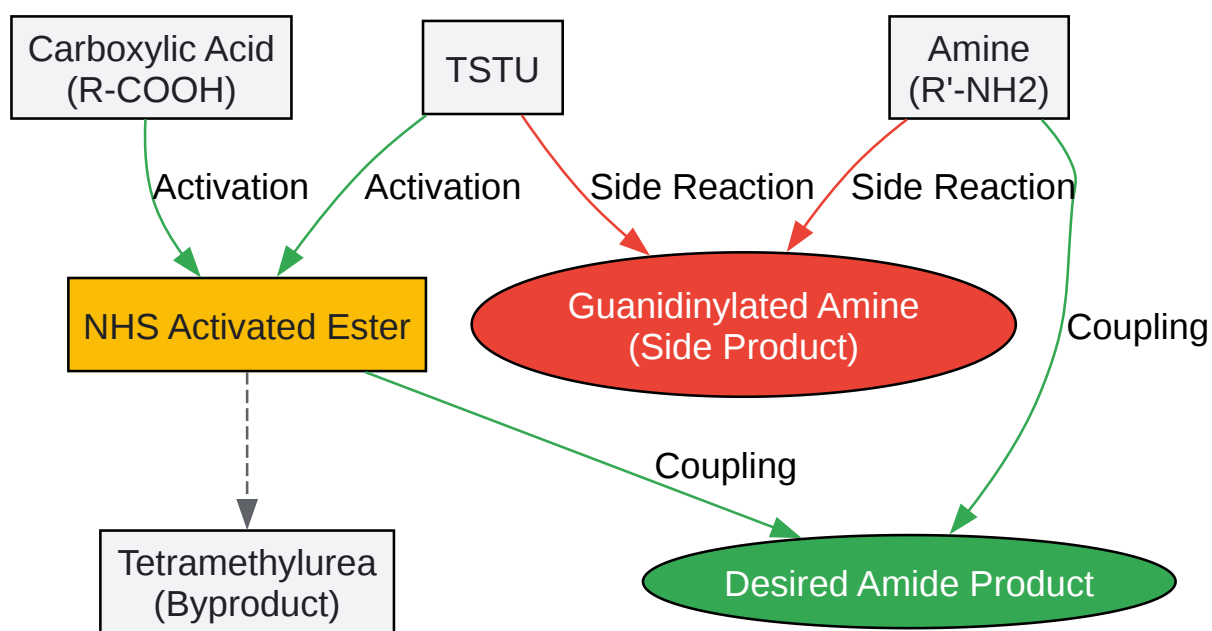 Carboxylic Acid
(R-COOH)
TSTU
Amine
(R'-NH2)
Activation
Activation
Side Reaction
Side Reaction
NHS Activated Ester
Guanidinylated Amine
(Side Product)
Coupling
Coupling
Tetramethylurea
(Byproduct)
Desired Amide Product